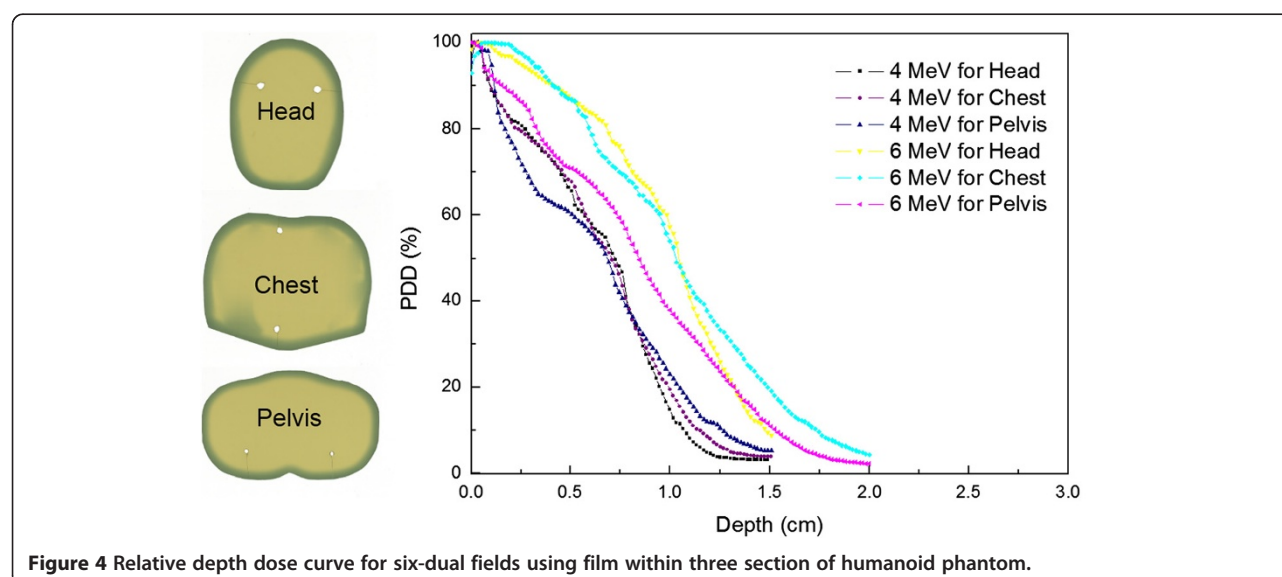 Head
Chest
Pelvis
100
80
60
40
20
0
PDD (%)
4 MeV for Head
4 MeV for Chest
4 MeV for Pelvis
6 MeV for Head
6 MeV for Chest
6 MeV for Pelvis
0.0 0.5 1.0 1.5 2.0 2.5 3.0
Depth (cm)
Figure 4 Relative depth dose curve for six-dual fields using film within three section of humanoid phantom.